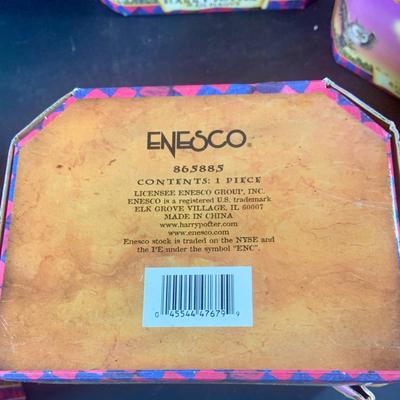 ENESCO®
865885
CONTENTS: 1 PIECE
LICENSEE ENESCO GROUP, INC.
ENESCO is a registered U.S. trademark
ELK GROVE VILLAGE, IL 60007
MADE IN CHINA
www.harrypotter.com
www.enesco.com
Enesco stock is traded on the NYSE and
the PE under the symbol "ENC".
0 45544 47679 9